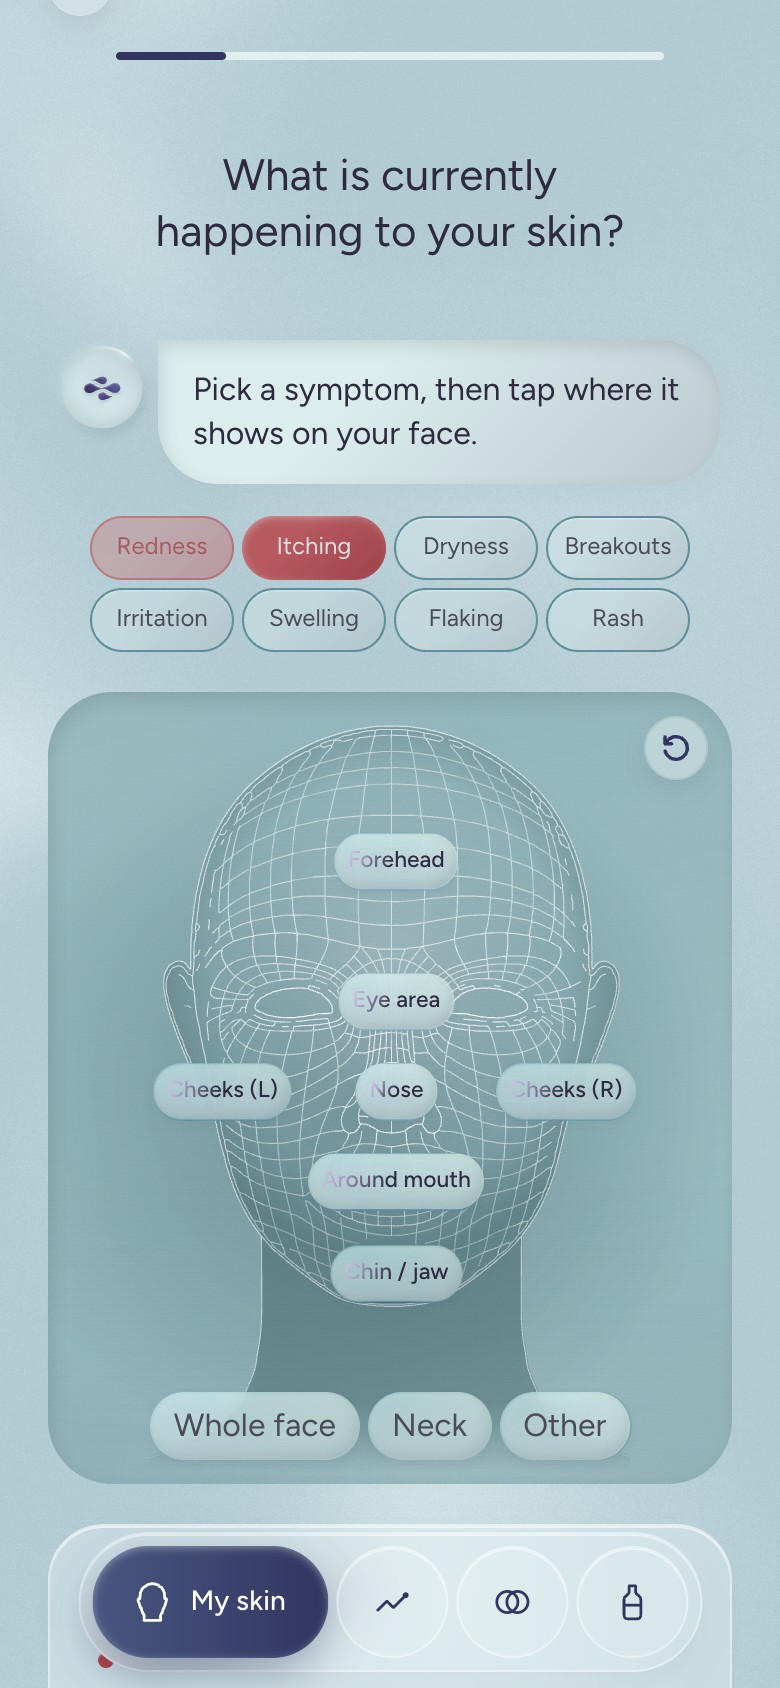 What is currently
happening to your skin?
Pick a symptom, then tap where it
shows on your face.
Redness Itching Dryness Breakouts
Irritation Swelling Flaking Rash
Forehead
Eye area
Cheeks (L) Nose Cheeks (R)
Around mouth
Chin / jaw
Whole face Neck Other
My skin